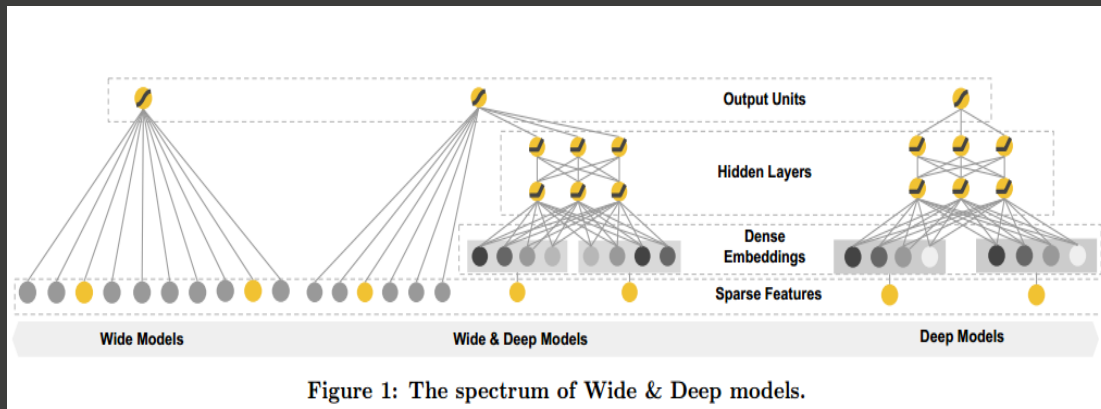 Output Units
Hidden Layers
Dense
Embeddings
Sparse Features
Wide Models
Wide & Deep Models
Deep Models
Figure 1: The spectrum of Wide & Deep models.